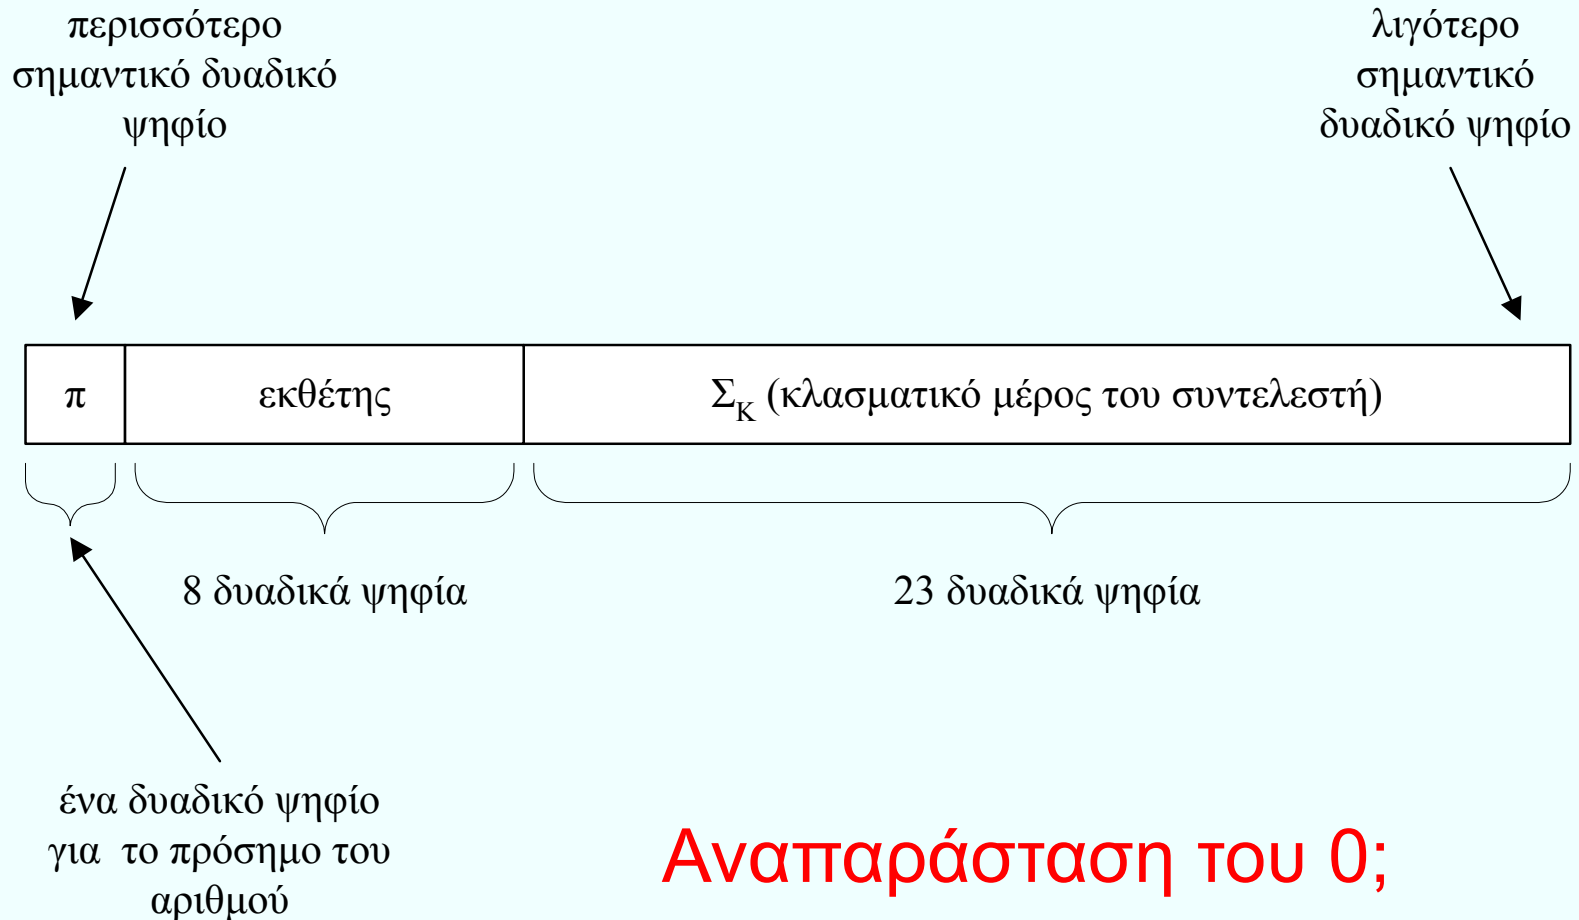 περισσότερο
σημαντικό δυαδικό
ψηφίο
λιγότερο
σημαντικό
δυαδικό ψηφίο
π
εκθέτης
Σ_Κ (κλασματικό μέρος του συντελεστή)
8 δυαδικά ψηφία
23 δυαδικά ψηφία
ένα δυαδικό ψηφίο
για το πρόσημο του
αριθμού
Αναπαράσταση του 0;